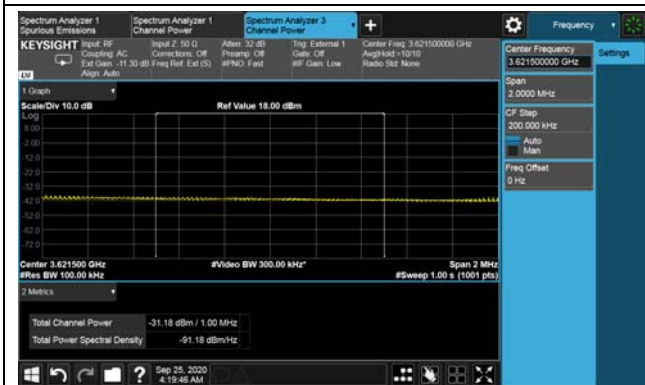 Spectrum Analyzer 1
Spurious Emissions
Spectrum Analyzer 1
Channel Power
Spectrum Analyzer 3
Channel Power
+
Frequency
KEYSIGHT
Input: RF
Coupling: AC
Ext Gain: -11.30 dB
Align: Auto
Input Z: 50 Ω
Corrections: Off
Freq Ref: Ext (S)
Atten: 32 dB
Preamp: Off
#PNO: Fast
Trig: External 1
Gate: Off
#IF Gain: Low
Center Freq: 3.621500000 GHz
Avg|Hold:>10/10
Radio Std: None
LXI
1 Graph
Scale/Div 10.0 dB
Ref Value 18.00 dBm
Log
8.00
-2.00
-12.0
-22.0
-32.0
-42.0
-52.0
-62.0
-72.0
Center 3.621500 GHz
#Video BW 300.00 kHz*
Span 2 MHz
#Res BW 100.00 kHz
#Sweep 1.00 s (1001 pts)
2 Metrics
Total Channel Power -31.18 dBm / 1.00 MHz
Total Power Spectral Density -91.18 dBm/Hz
Sep 25, 2020
4:19:46 AM
Center Frequency
3.621500000 GHz
Settings
Span
2.0000 MHz
CF Step
200.000 kHz
Auto
Man
Freq Offset
0 Hz